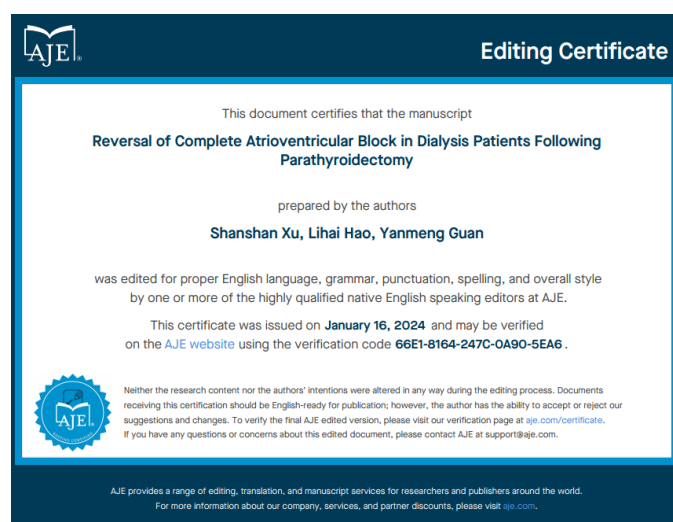 AJE®
Editing Certificate
This document certifies that the manuscript
Reversal of Complete Atrioventricular Block in Dialysis Patients Following
Parathyroidectomy
prepared by the authors
Shanshan Xu, Lihai Hao, Yanmeng Guan
was edited for proper English language, grammar, punctuation, spelling, and overall style
by one or more of the highly qualified native English speaking editors at AJE.
This certificate was issued on January 16, 2024 and may be verified
on the AJE website using the verification code 66E1-8164-247C-0A90-5EA6 .
Neither the research content nor the authors' intentions were altered in any way during the editing process. Documents
receiving this certification should be English-ready for publication; however, the author has the ability to accept or reject our
suggestions and changes. To verify the final AJE edited version, please visit our verification page at aje.com/certificate.
If you have any questions or concerns about this edited document, please contact AJE at support@aje.com.
AJE
AJE provides a range of editing, translation, and manuscript services for researchers and publishers around the world.
For more information about our company, services, and partner discounts, please visit aje.com.